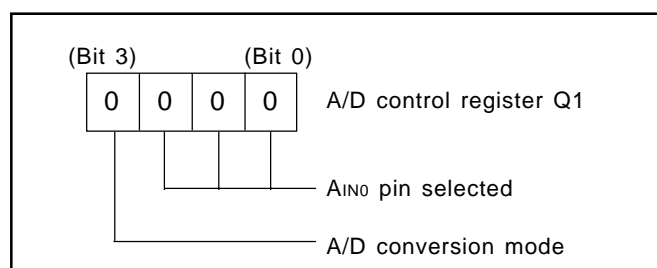 (Bit 3) (Bit 0)
0 0 0 0 A/D control register Q1
AIN0 pin selected
A/D conversion mode